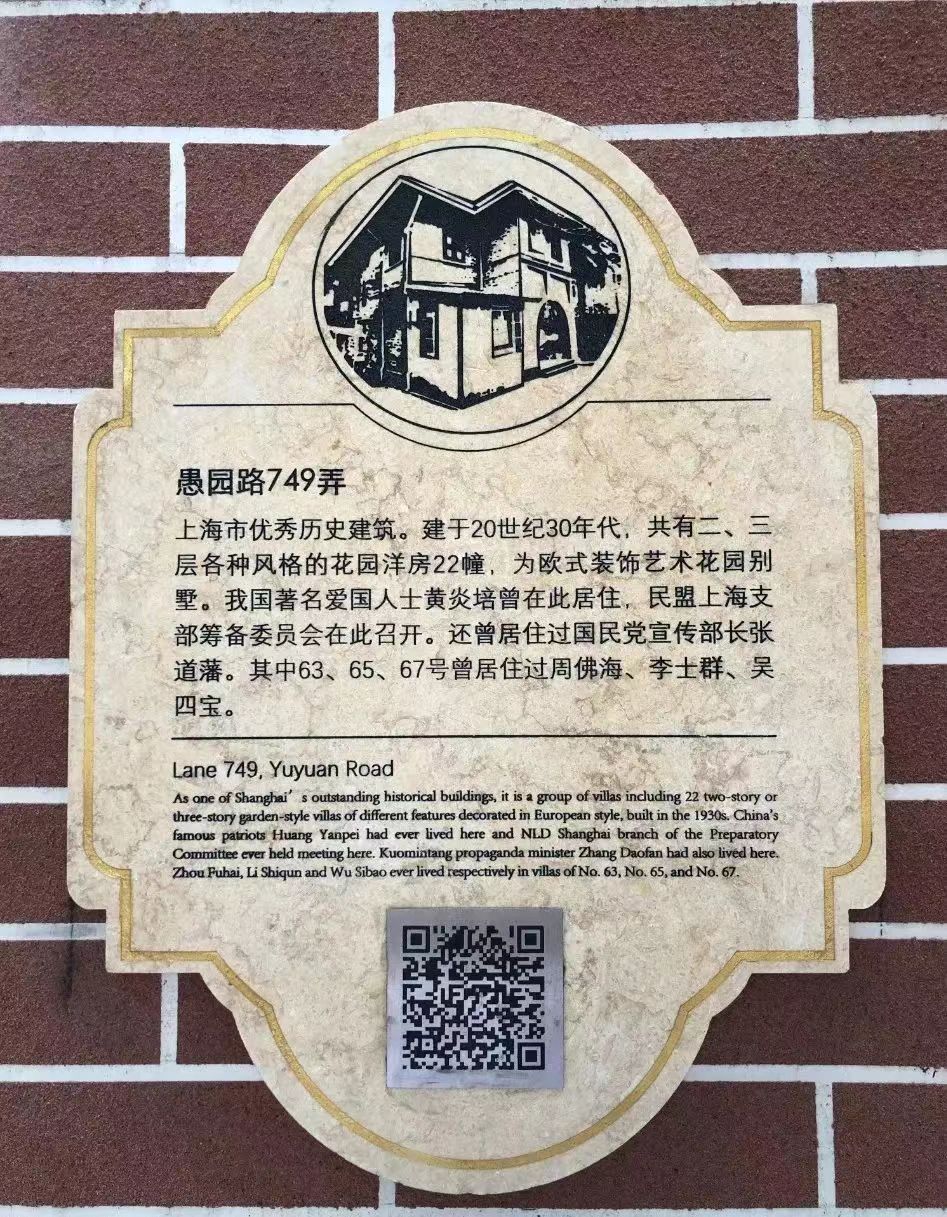 愚园路749弄
上海市优秀历史建筑。建于20世纪30年代，共有二、三
层各种风格的花园洋房22幢，为欧式装饰艺术花园别
墅。我国著名爱国人士黄炎培曾在此居住，民盟上海支
部筹备委员会在此召开。还曾居住过国民党宣传部长张
道藩。其中63、65、67号曾居住过周佛海、李士群、吴
四宝。
Lane 749, Yuyuan Road
As one of Shanghai’s outstanding historical buildings, it is a group of villas including 22 two-story or
three-story garden-style villas of different features decorated in European style, built in the 1930s. China's
famous patriots Huang Yanpei had ever lived here and NLD Shanghai branch of the Preparatory
Committee ever held meeting here. Kuomintang propaganda minister Zhang Daofan had also lived here.
Zhou Fuhai, Li Shiqun and Wu Sibao ever lived respectively in villas of No. 63, No. 65, and No. 67.